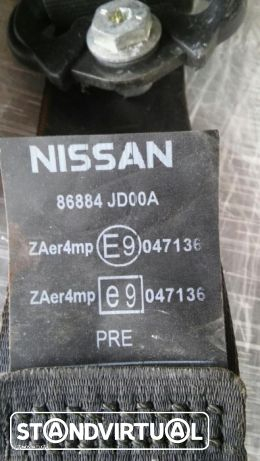 NISSAN
86884 JD00A
ZAer4mp E9 047136
ZAer4mp e9 047136
PRE
STANDVIRTUAL